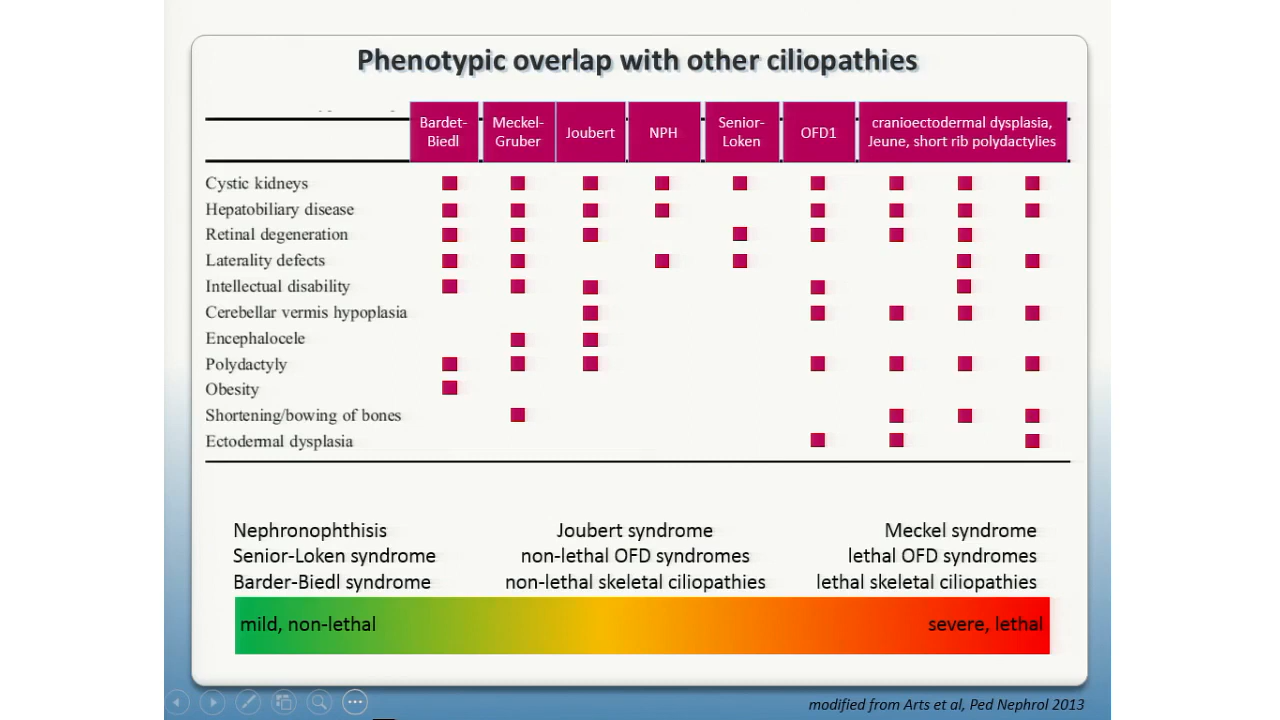 Phenotypic overlap with other ciliopathies
Bardet-
Biedl
Meckel-
Gruber
Joubert
NPH
Senior-
Loken
OFD1
cranioectodermal dysplasia,
Jeune, short rib polydactylies
Cystic kidneys
Hepatobiliary disease
Retinal degeneration
Laterality defects
Intellectual disability
Cerebellar vermis hypoplasia
Encephalocele
Polydactyly
Obesity
Shortening/bowing of bones
Ectodermal dysplasia
Nephronophthisis
Senior-Loken syndrome
Barder-Biedl syndrome
Joubert syndrome
non-lethal OFD syndromes
non-lethal skeletal ciliopathies
Meckel syndrome
lethal OFD syndromes
lethal skeletal ciliopathies
mild, non-lethal
severe, lethal
modified from Arts et al, Ped Nephrol 2013